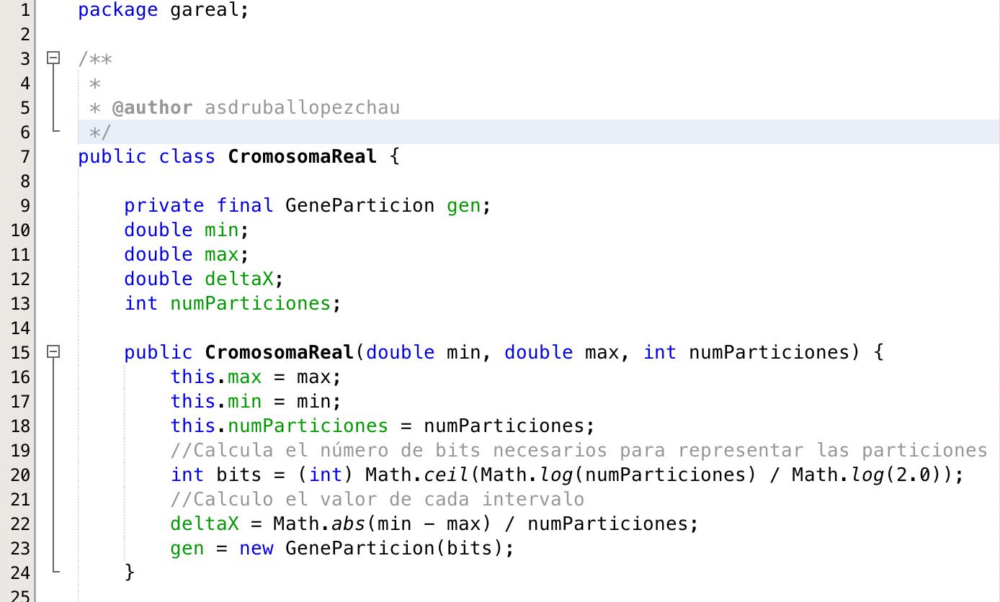 1 package gareal;
2
3 /**
4  *
5  * @author asdruballopezchau
6  */
7 public class CromosomaReal {
8
9     private final GeneParticion gen;
10     double min;
11     double max;
12     double deltaX;
13     int numParticiones;
14
15     public CromosomaReal(double min, double max, int numParticiones) {
16         this.max = max;
17         this.min = min;
18         this.numParticiones = numParticiones;
19         //Calcula el número de bits necesarios para representar las particiones
20         int bits = (int) Math.ceil(Math.log(numParticiones) / Math.log(2.0));
21         //Calculo el valor de cada intervalo
22         deltaX = Math.abs(min − max) / numParticiones;
23         gen = new GeneParticion(bits);
24     }
25